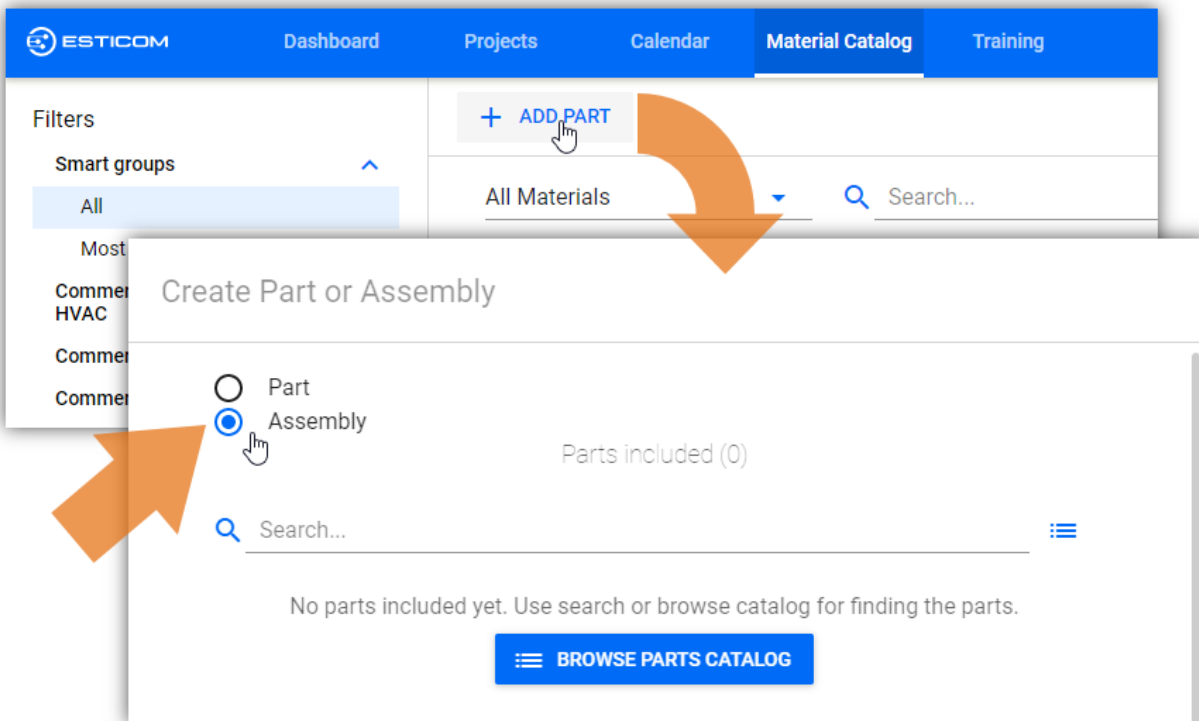 ESTICOM Dashboard Projects Calendar Material Catalog Training
Filters
+ ADD PART
Smart groups
All
All Materials
Search...
Most
Commer
HVAC
Commer
Commer
Create Part or Assembly
Part
Assembly
Parts included (0)
Search...
No parts included yet. Use search or browse catalog for finding the parts.
BROWSE PARTS CATALOG